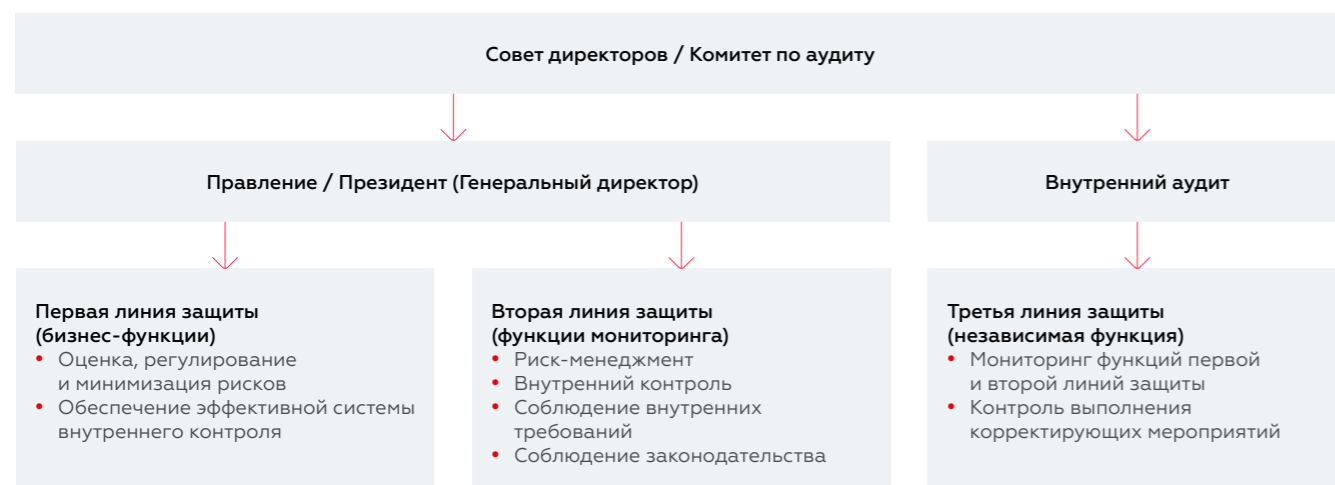 Совет директоров / Комитет по аудиту
Правление / Президент (Генеральный директор)
Внутренний аудит
Первая линия защиты
(бизнес-функции)
• Оценка, регулирование
и минимизация рисков
• Обеспечение эффективной системы
внутреннего контроля
Вторая линия защиты
(функции мониторинга)
• Риск-менеджмент
• Внутренний контроль
• Соблюдение внутренних
требований
• Соблюдение законодательства
Третья линия защиты
(независимая функция)
• Мониторинг функций первой
и второй линий защиты
• Контроль выполнения
корректирующих мероприятий